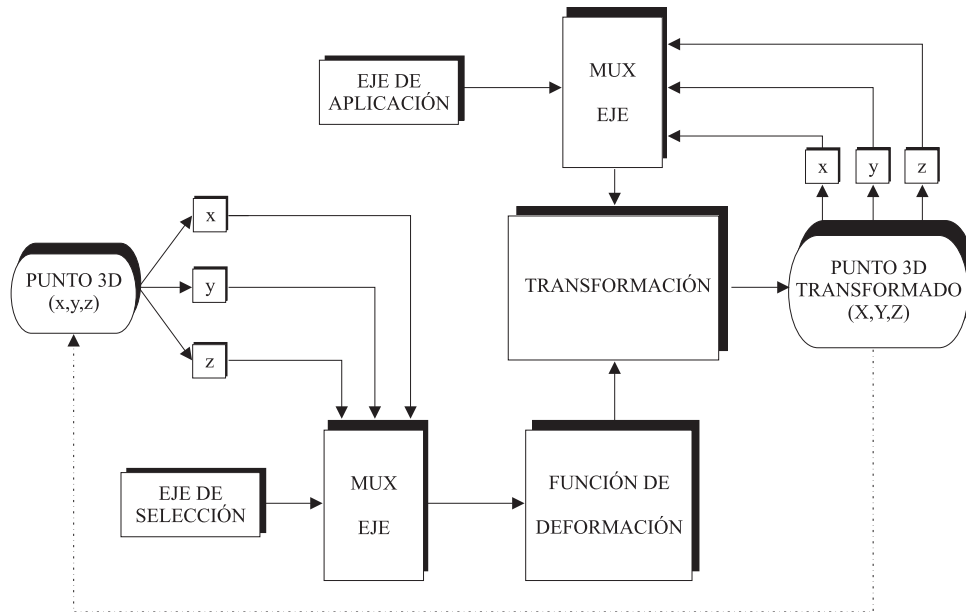 EJE DE
APLICACIÓN
MUX
EJE
x
y
z
x
PUNTO 3D
(x,y,z)
y
z
TRANSFORMACIÓN
PUNTO 3D
TRANSFORMADO
(X,Y,Z)
EJE DE
SELECCIÓN
MUX
EJE
FUNCIÓN DE
DEFORMACIÓN